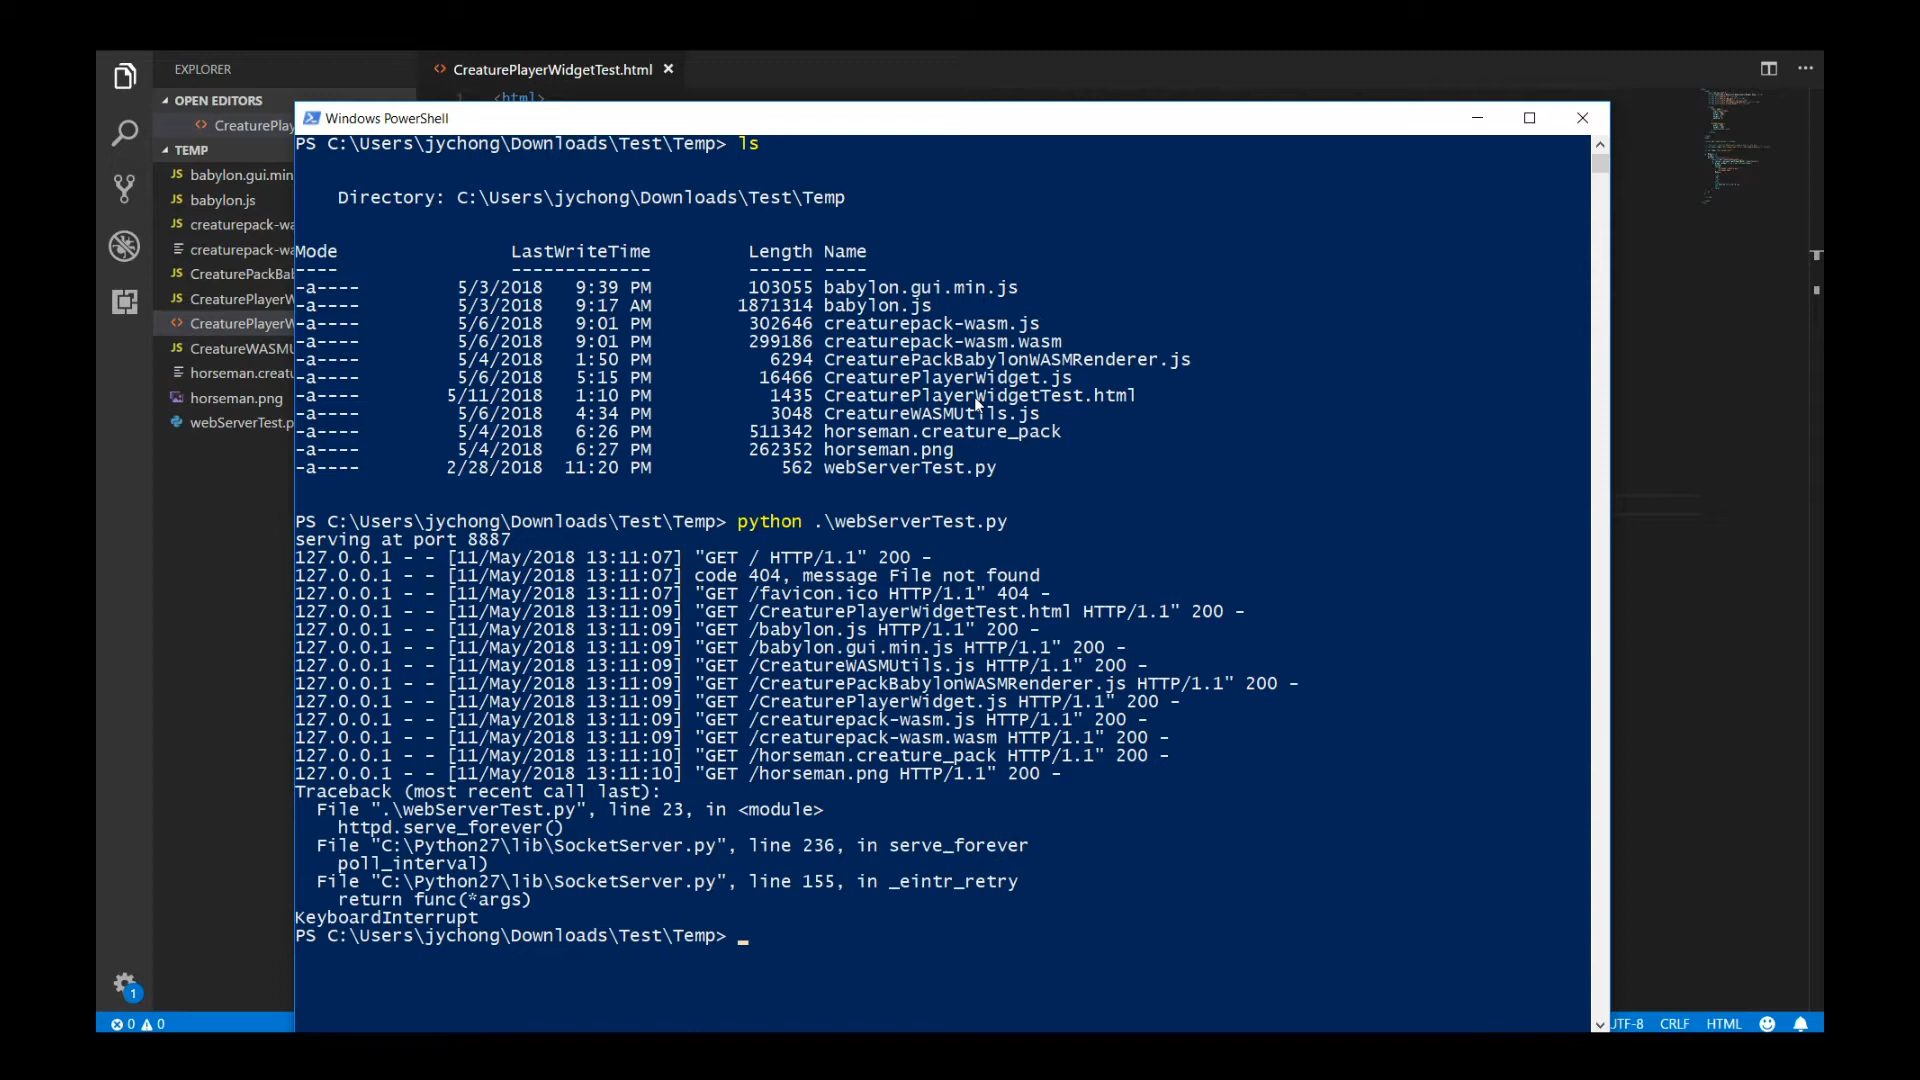 EXPLORER
CreaturePlayerWidgetTest.html
OPEN EDITORS
CreaturePlay
TEMP
JS babylon.gui.min
JS babylon.js
JS creaturepack-wa
creaturepack-wa
JS CreaturePackBab
JS CreaturePlayerW
CreaturePlayerW
JS CreatureWASMU
horseman.creatu
horseman.png
webServerTest.p
1 <html>
Windows PowerShell
PS C:\Users\jychong\Downloads\Test\Temp> ls
Directory: C:\Users\jychong\Downloads\Test\Temp
Mode LastWriteTime Length Name
---- ------------- ------ ----
-a---- 5/3/2018 9:39 PM 103055 babylon.gui.min.js
-a---- 5/3/2018 9:17 AM 1871314 babylon.js
-a---- 5/6/2018 9:01 PM 302646 creaturepack-wasm.js
-a---- 5/6/2018 9:01 PM 299186 creaturepack-wasm.wasm
-a---- 5/4/2018 1:50 PM 6294 CreaturePackBabylonWASMRenderer.js
-a---- 5/6/2018 5:15 PM 16466 CreaturePlayerWidget.js
-a---- 5/11/2018 1:10 PM 1435 CreaturePlayerWidgetTest.html
-a---- 5/6/2018 4:34 PM 3048 CreatureWASMUtils.js
-a---- 5/4/2018 6:26 PM 511342 horseman.creature_pack
-a---- 5/4/2018 6:27 PM 262352 horseman.png
-a---- 2/28/2018 11:20 PM 562 webServerTest.py
PS C:\Users\jychong\Downloads\Test\Temp> python .\webServerTest.py
serving at port 8887
127.0.0.1 - - [11/May/2018 13:11:07] "GET / HTTP/1.1" 200 -
127.0.0.1 - - [11/May/2018 13:11:07] code 404, message File not found
127.0.0.1 - - [11/May/2018 13:11:07] "GET /favicon.ico HTTP/1.1" 404 -
127.0.0.1 - - [11/May/2018 13:11:09] "GET /CreaturePlayerWidgetTest.html HTTP/1.1" 200 -
127.0.0.1 - - [11/May/2018 13:11:09] "GET /babylon.js HTTP/1.1" 200 -
127.0.0.1 - - [11/May/2018 13:11:09] "GET /babylon.gui.min.js HTTP/1.1" 200 -
127.0.0.1 - - [11/May/2018 13:11:09] "GET /CreatureWASMUtils.js HTTP/1.1" 200 -
127.0.0.1 - - [11/May/2018 13:11:09] "GET /CreaturePackBabylonWASMRenderer.js HTTP/1.1" 200 -
127.0.0.1 - - [11/May/2018 13:11:09] "GET /CreaturePlayerWidget.js HTTP/1.1" 200 -
127.0.0.1 - - [11/May/2018 13:11:09] "GET /creaturepack-wasm.js HTTP/1.1" 200 -
127.0.0.1 - - [11/May/2018 13:11:09] "GET /creaturepack-wasm.wasm HTTP/1.1" 200 -
127.0.0.1 - - [11/May/2018 13:11:10] "GET /horseman.creature_pack HTTP/1.1" 200 -
127.0.0.1 - - [11/May/2018 13:11:10] "GET /horseman.png HTTP/1.1" 200 -
Traceback (most recent call last):
File ".\webServerTest.py", line 23, in <module>
httpd.serve_forever()
File "C:\Python27\lib\SocketServer.py", line 236, in serve_forever
poll_interval)
File "C:\Python27\lib\SocketServer.py", line 155, in _eintr_retry
return func(*args)
KeyboardInterrupt
PS C:\Users\jychong\Downloads\Test\Temp> _
1
0 0
UTF-8 CRLF HTML